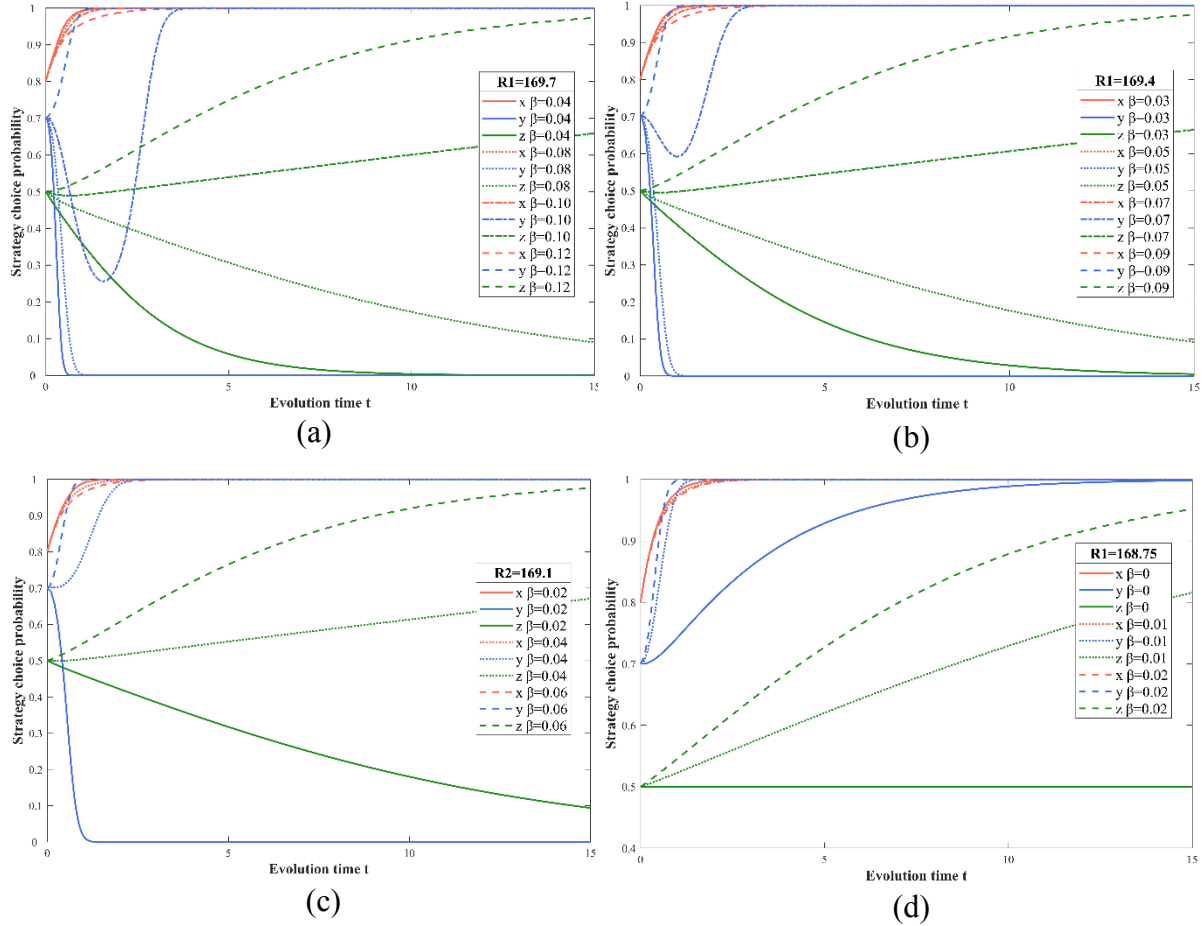 Strategy choice probability
1
0.9
0.8
0.7
0.6
0.5
0.4
0.3
0.2
0.1
0
0
5
10
15
Evolution time t
R1=169.7
x β=0.04
y β=0.04
z β=0.04
x β=0.08
y β=0.08
z β=0.08
x β=0.10
y β=0.10
z β=0.10
x β=0.12
y β=0.12
z β=0.12
(a)
Strategy choice probability
1
0.9
0.8
0.7
0.6
0.5
0.4
0.3
0.2
0.1
0
0
5
10
15
Evolution time t
R1=169.4
x β=0.03
y β=0.03
z β=0.03
x β=0.05
y β=0.05
z β=0.05
x β=0.07
y β=0.07
z β=0.07
x β=0.09
y β=0.09
z β=0.09
(b)
Strategy choice probability
1
0.9
0.8
0.7
0.6
0.5
0.4
0.3
0.2
0.1
0
0
5
10
15
Evolution time t
R2=169.1
x β=0.02
y β=0.02
z β=0.02
x β=0.04
y β=0.04
z β=0.04
x β=0.06
y β=0.06
z β=0.06
(c)
Strategy choice probability
1
0.9
0.8
0.7
0.6
0.5
0.4
0
5
10
15
Evolution time t
R1=168.75
x β=0
y β=0
z β=0
x β=0.01
y β=0.01
z β=0.01
x β=0.02
y β=0.02
z β=0.02
(d)